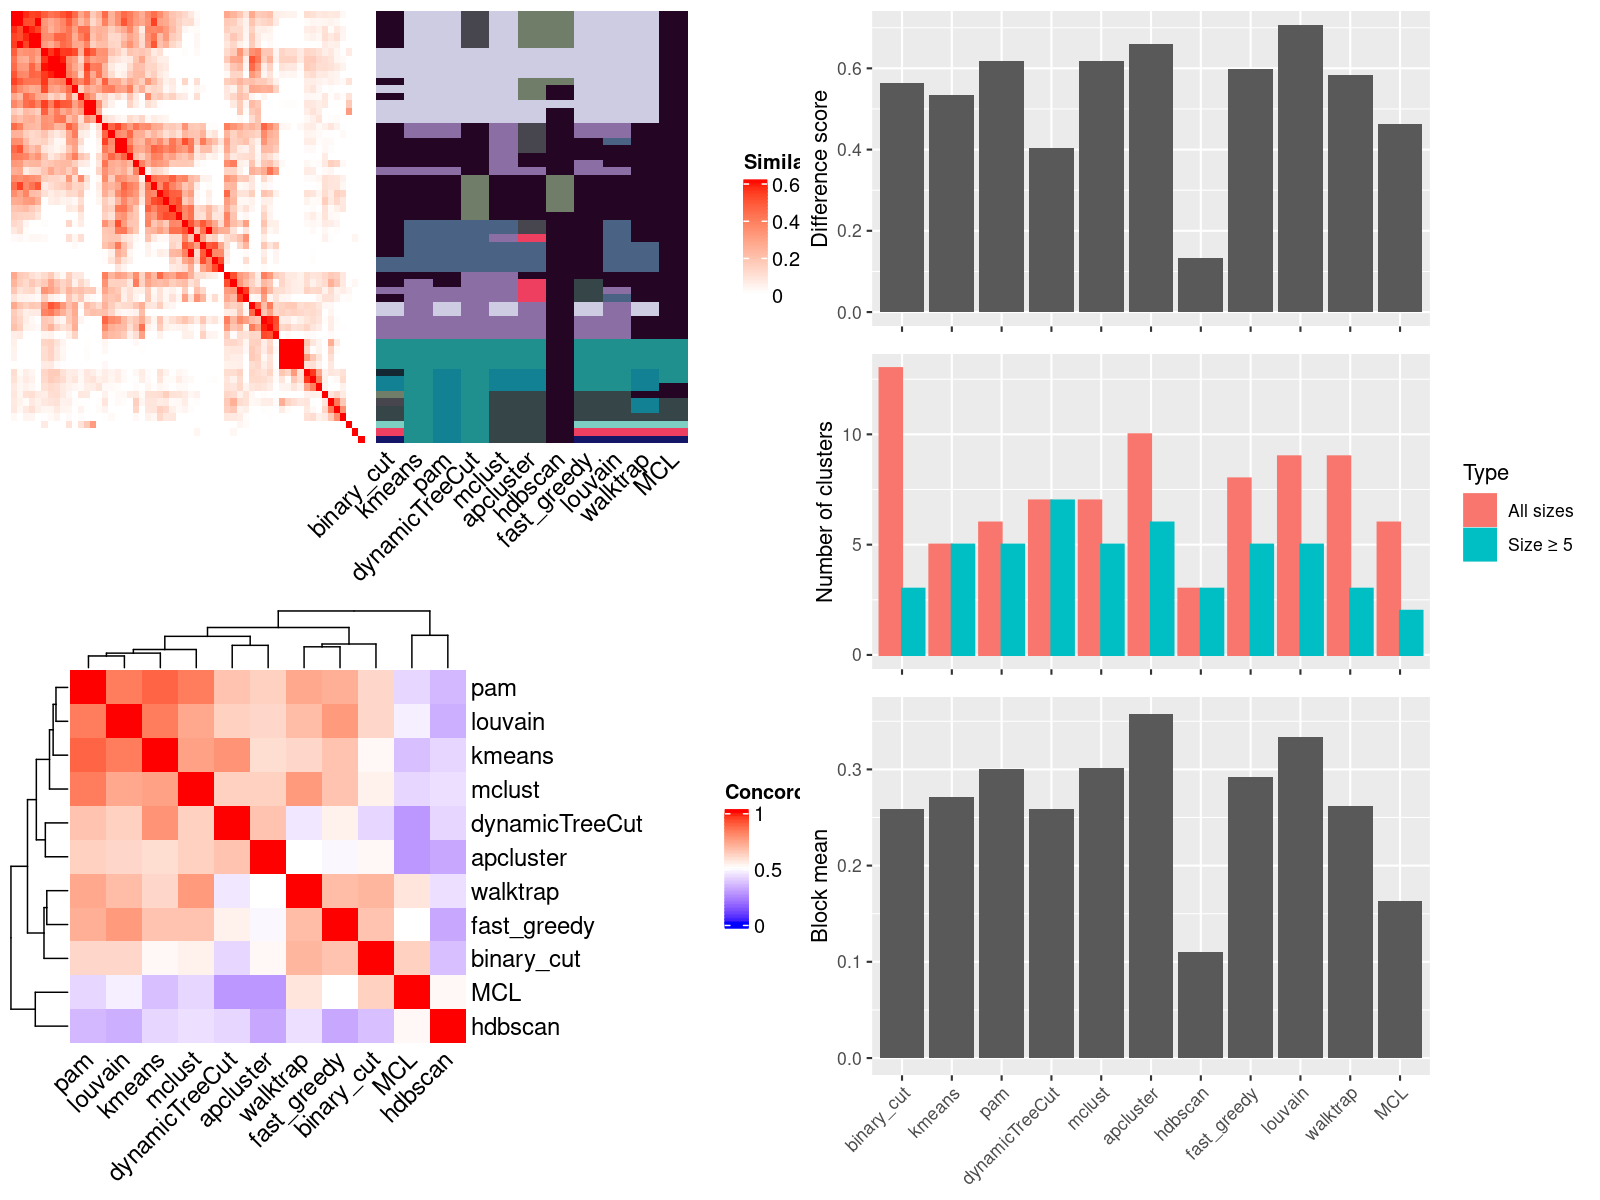 Simila
0.6
0.4
0.2
0
binary_cut
kmeans
pam
dynamicTreeCut
mclust
apcluster
hdbscan
fast_greedy
louvain
walktrap
MCL
pam
louvain
kmeans
mclust
dynamicTreeCut
apcluster
walktrap
fast_greedy
binary_cut
MCL
hdbscan
Concord
1
0.5
0
pam
louvain
kmeans
mclust
dynamicTreeCut
apcluster
walktrap
fast_greedy
binary_cut
MCL
hdbscan
Difference score
0.6
0.4
0.2
0.0
Number of clusters
10
5
0
Type
All sizes
Size ≥ 5
Block mean
0.3
0.2
0.1
0.0
binary_cut
kmeans
pam
dynamicTreeCut
mclust
apcluster
hdbscan
fast_greedy
louvain
walktrap
MCL